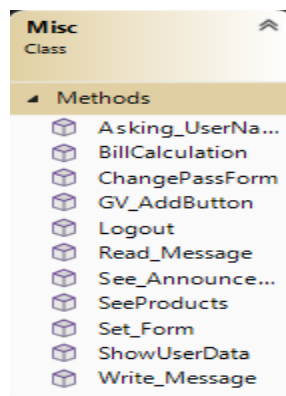 Misc
Class
Methods
Asking_UserNa...
BillCalculation
ChangePassForm
GV_AddButton
Logout
Read_Message
See_Announce...
SeeProducts
Set_Form
ShowUserData
Write_Message